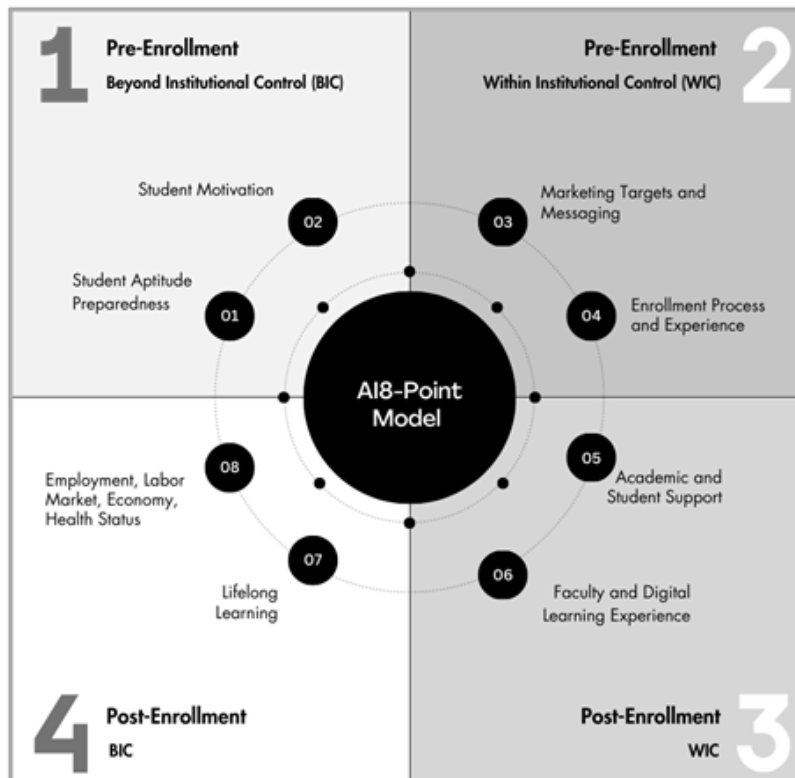 1
Pre-Enrollment
Beyond Institutional Control (BIC)
Pre-Enrollment
Within Institutional Control (WIC)
2
Student Motivation
02
03
Marketing Targets and
Messaging
Student Aptitude
Preparedness
01
04
Enrollment Process
and Experience
AI8-Point
Model
Employment, Labor
Market, Economy,
Health Status
08
05
Academic and
Student Support
Lifelong
Learning
07
06
Faculty and Digital
Learning Experience
4
Post-Enrollment
BIC
Post-Enrollment
WIC
3